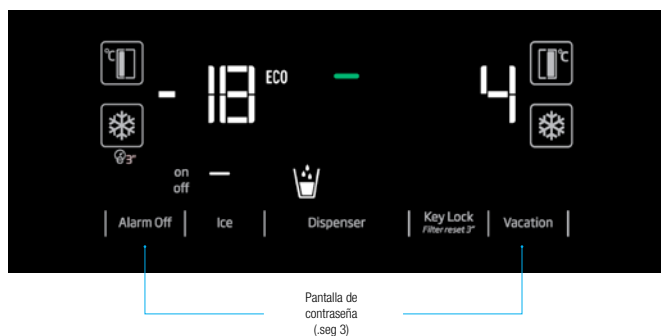 °C
°C
- 18 ECO
4
3"
on
off
Alarm Off
Ice
Dispenser
Key Lock
Filter reset 3"
Vacation
Pantalla de
contraseña
(.seg 3)